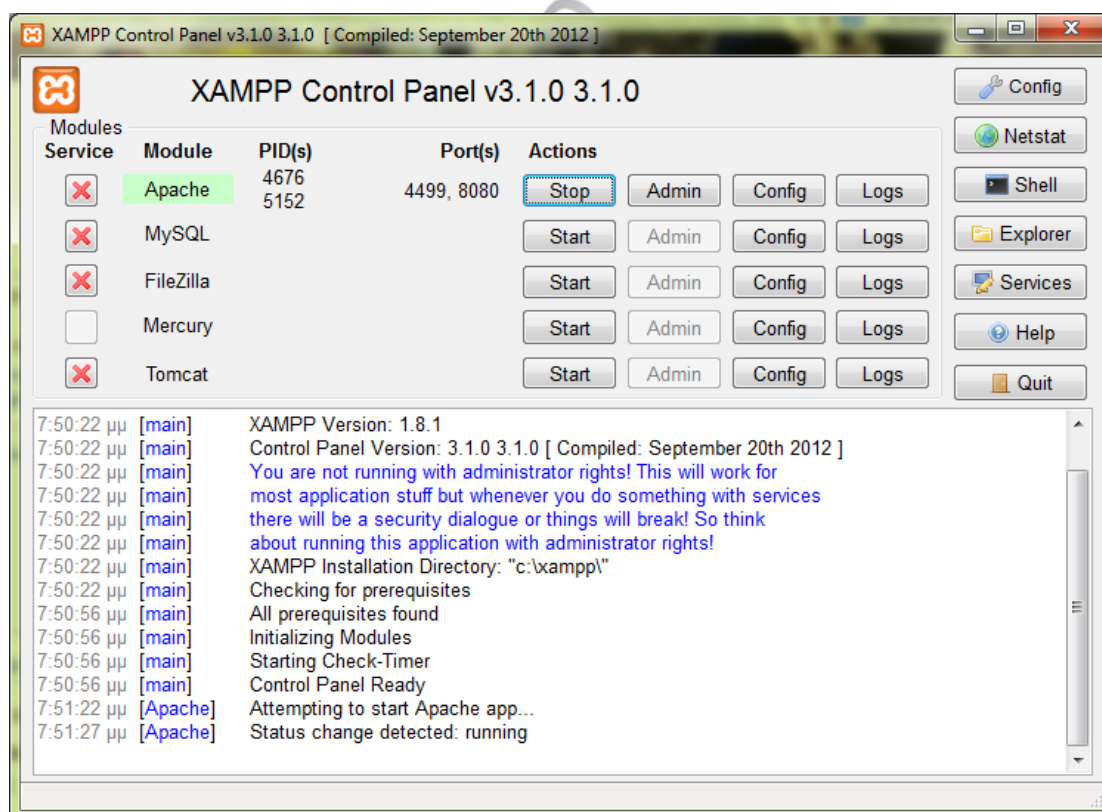 XAMPP Control Panel v3.1.0 3.1.0 [ Compiled: September 20th 2012 ]
XAMPP Control Panel v3.1.0 3.1.0
Config
Modules
Netstat
Service Module PID(s) Port(s) Actions
Apache 4676 5152 4499, 8080 Stop Admin Config Logs
Shell
MySQL Start Admin Config Logs
Explorer
FileZilla Start Admin Config Logs
Services
Mercury Start Admin Config Logs
Help
Tomcat Start Admin Config Logs
Quit
7:50:22 μμ [main] XAMPP Version: 1.8.1
7:50:22 μμ [main] Control Panel Version: 3.1.0 3.1.0 [ Compiled: September 20th 2012 ]
7:50:22 μμ [main] You are not running with administrator rights! This will work for
7:50:22 μμ [main] most application stuff but whenever you do something with services
7:50:22 μμ [main] there will be a security dialogue or things will break! So think
7:50:22 μμ [main] about running this application with administrator rights!
7:50:22 μμ [main] XAMPP Installation Directory: "c:\xampp\"
7:50:22 μμ [main] Checking for prerequisites
7:50:56 μμ [main] All prerequisites found
7:50:56 μμ [main] Initializing Modules
7:50:56 μμ [main] Starting Check-Timer
7:50:56 μμ [main] Control Panel Ready
7:51:22 μμ [Apache] Attempting to start Apache app...
7:51:27 μμ [Apache] Status change detected: running